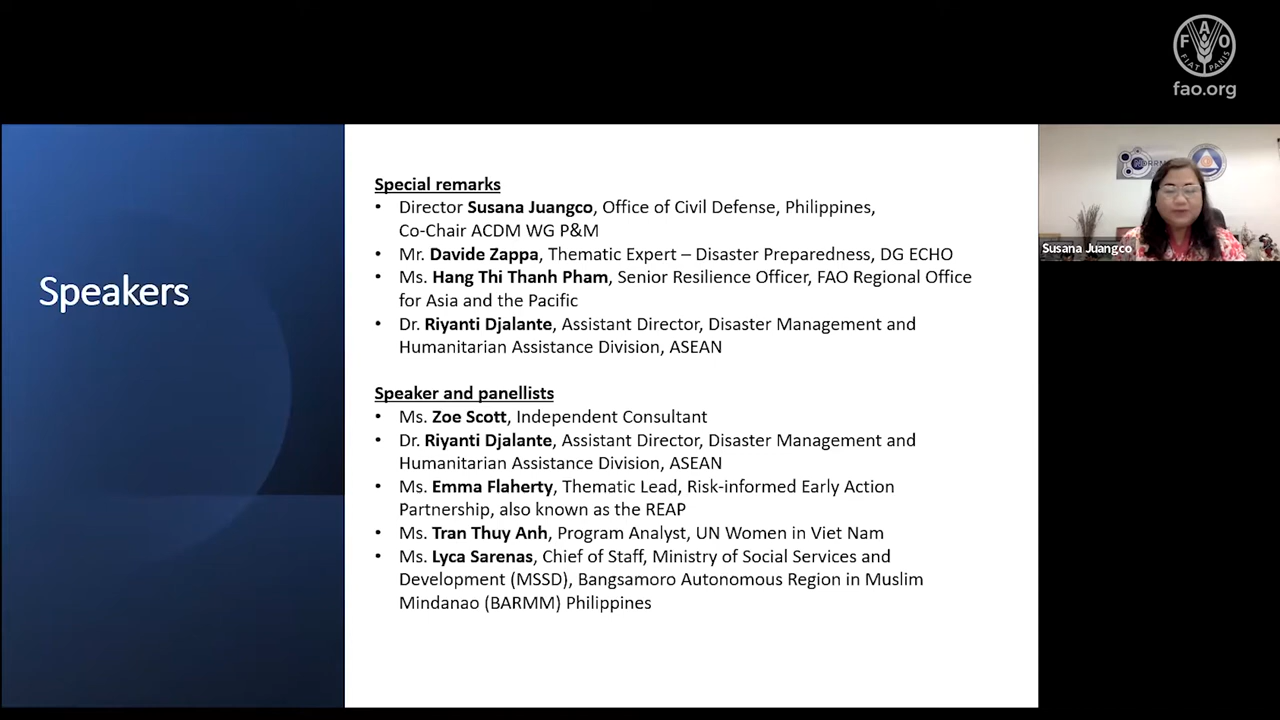 FAO
FIAT PANIS
fao.org
Speakers
Special remarks
• Director Susana Juangco, Office of Civil Defense, Philippines,
Co-Chair ACDM WG P&M
• Mr. Davide Zappa, Thematic Expert – Disaster Preparedness, DG ECHO
• Ms. Hang Thi Thanh Pham, Senior Resilience Officer, FAO Regional Office
for Asia and the Pacific
• Dr. Riyanti Djalante, Assistant Director, Disaster Management and
Humanitarian Assistance Division, ASEAN
Speaker and panellists
• Ms. Zoe Scott, Independent Consultant
• Dr. Riyanti Djalante, Assistant Director, Disaster Management and
Humanitarian Assistance Division, ASEAN
• Ms. Emma Flaherty, Thematic Lead, Risk-informed Early Action
Partnership, also known as the REAP
• Ms. Tran Thuy Anh, Program Analyst, UN Women in Viet Nam
• Ms. Lyca Sarenas, Chief of Staff, Ministry of Social Services and
Development (MSSD), Bangsamoro Autonomous Region in Muslim
Mindanao (BARMM) Philippines
Susana Juangco